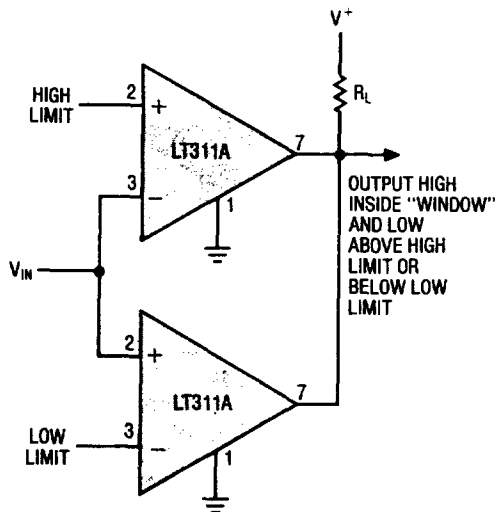 V+
RL
HIGH
LIMIT
2
+
LT311A
7
3
−
1
OUTPUT HIGH
INSIDE "WINDOW"
AND LOW
ABOVE HIGH
LIMIT OR
BELOW LOW
LIMIT
VIN
2
+
LT311A
7
3
−
1
LOW
LIMIT